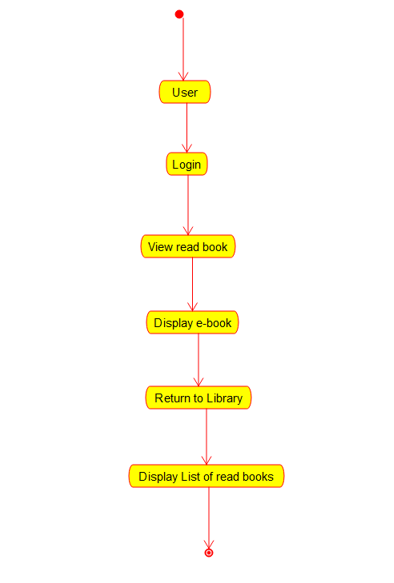 User
Login
View read book
Display e-book
Return to Library
Display List of read books